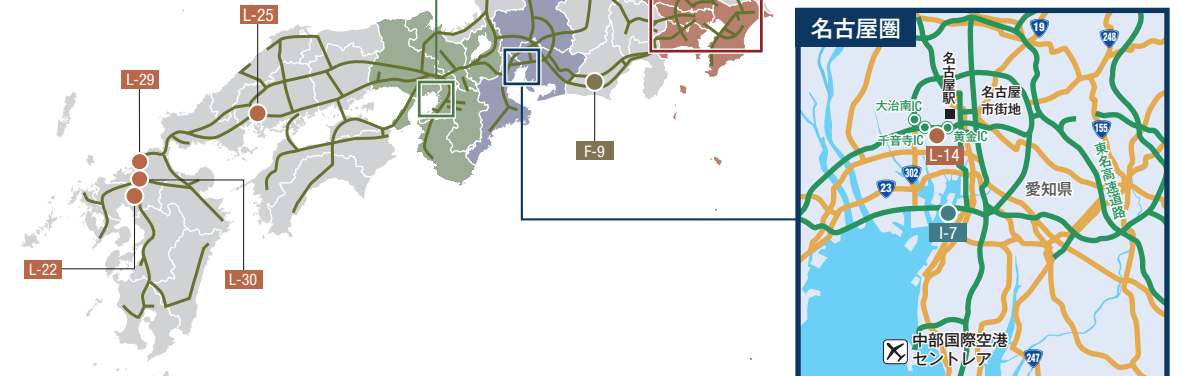 L-25
L-29
L-22
L-30
F-9
名古屋圏
19
248
名古屋駅
名古屋
市街地
大治南IC
千音寺IC
黄金IC
L-14
155
東名高速道路
302
23
愛知県
I-7
中部国際空港
セントレア
247